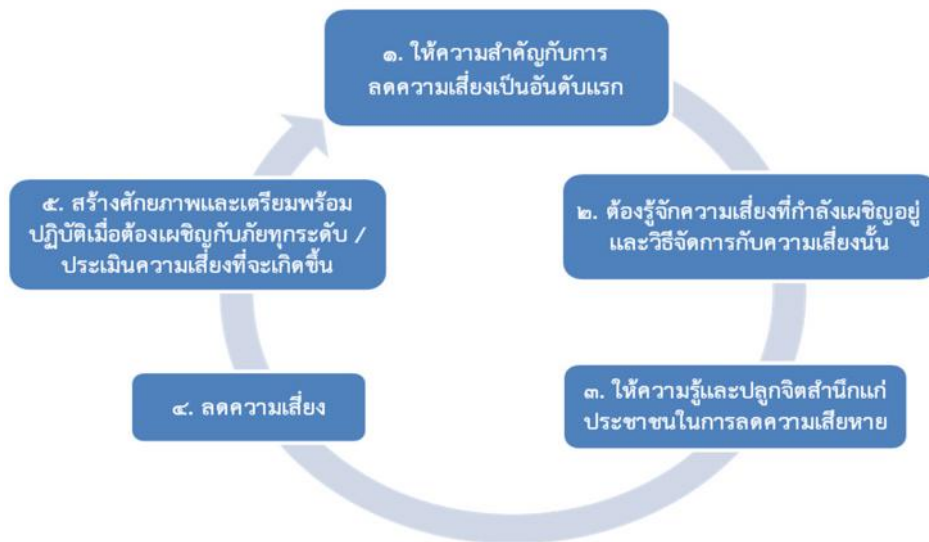 ๑. ให้ความสำคัญกับการ
ลดความเสี่ยงเป็นอันดับแรก
๒. ต้องรู้จักความเสี่ยงที่กำลังเผชิญอยู่
และวิธีจัดการกับความเสี่ยงนั้น
๓. ให้ความรู้และปลูกจิตสำนึกแก่
ประชาชนในการลดความเสียหาย
๔. ลดความเสี่ยง
๕. สร้างศักยภาพและเตรียมพร้อม
ปฏิบัติเมื่อต้องเผชิญกับภัยทุกระดับ /
ประเมินความเสี่ยงที่จะเกิดขึ้น